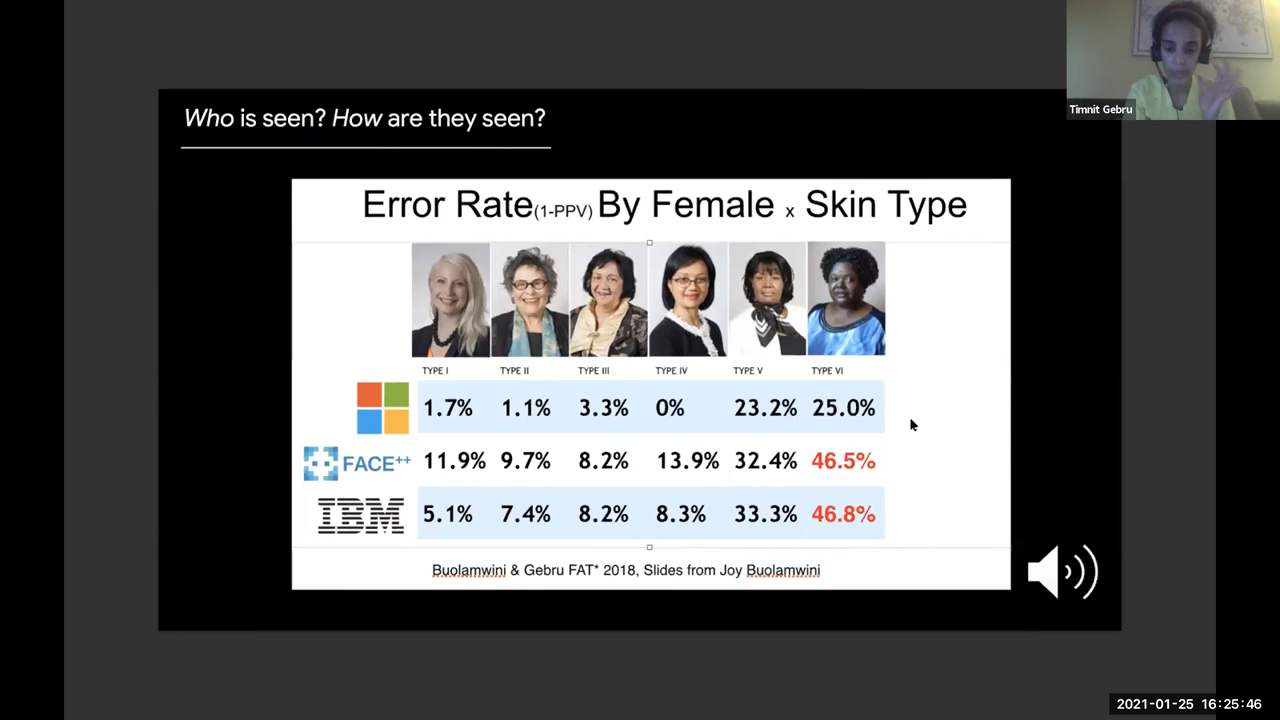 Who is seen? How are they seen?
Timnit Gebru
Error Rate(1-PPV) By Female x Skin Type
TYPE I TYPE II TYPE III TYPE IV TYPE V TYPE VI
1.7% 1.1% 3.3% 0% 23.2% 25.0%
FACE++ 11.9% 9.7% 8.2% 13.9% 32.4% 46.5%
IBM 5.1% 7.4% 8.2% 8.3% 33.3% 46.8%
Buolamwini & Gebru FAT* 2018, Slides from Joy Buolamwini
2021-01-25 16:25:46